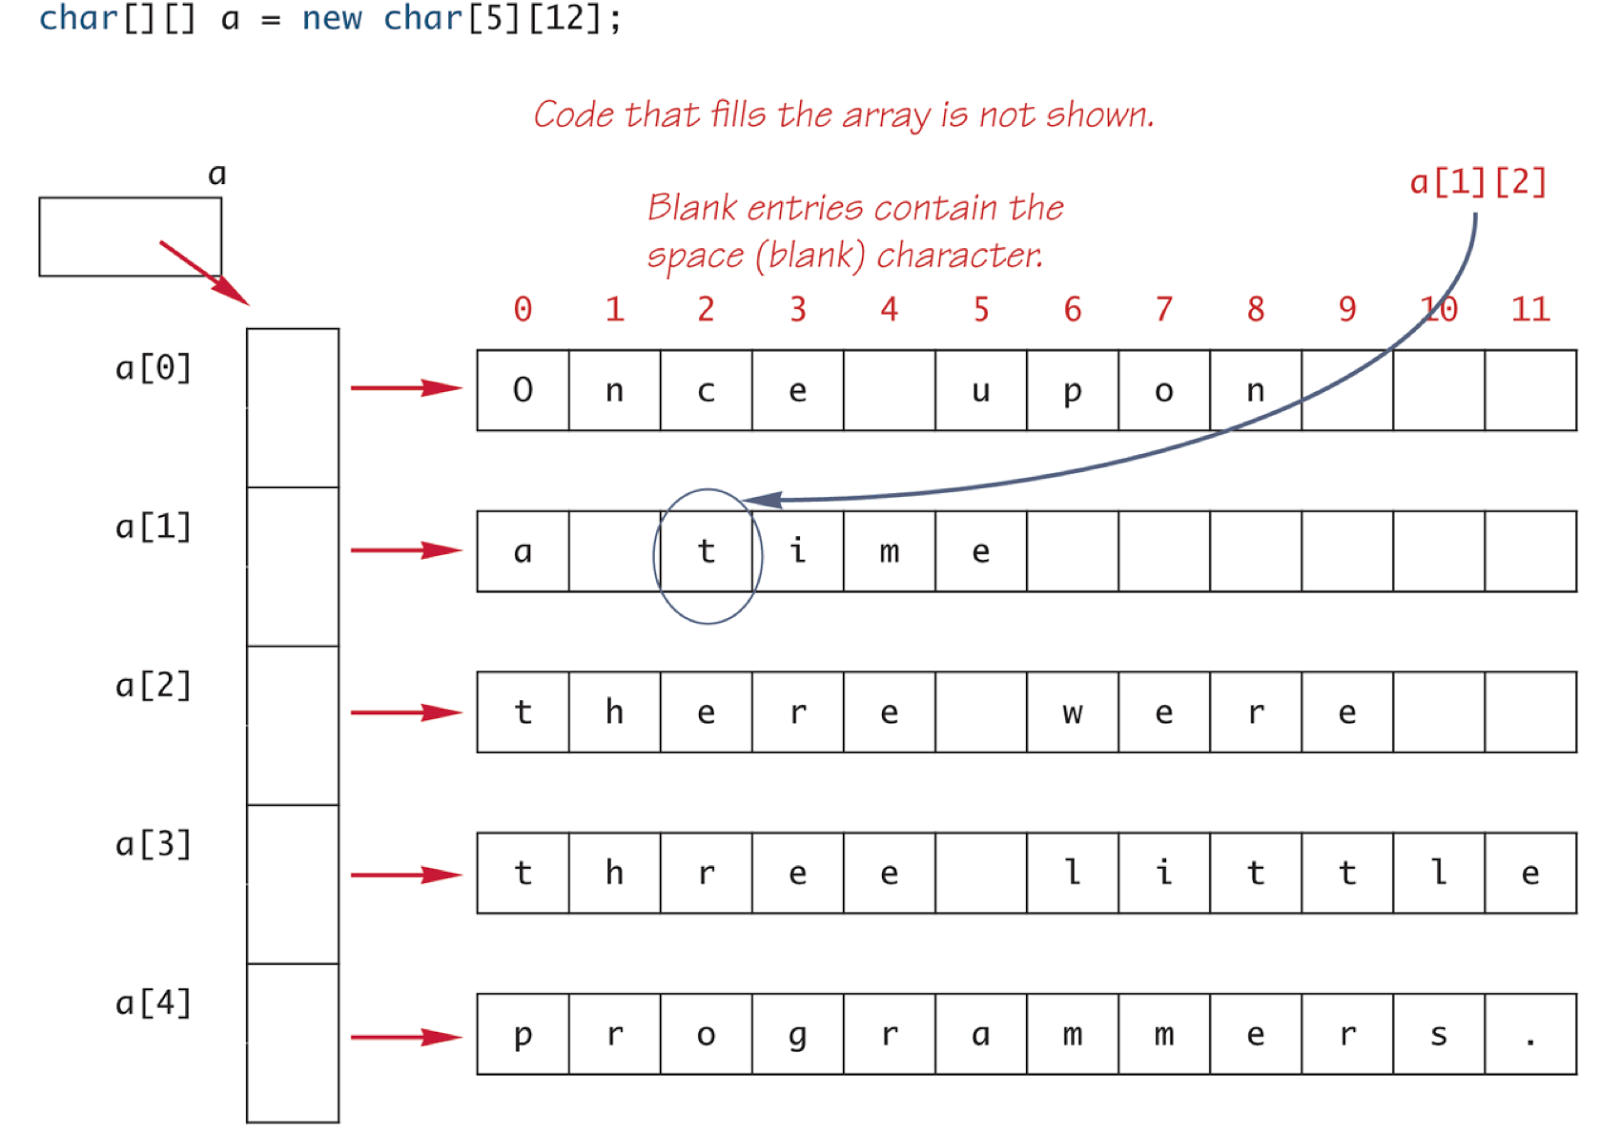 char[][] a = new char[5][12];
Code that fills the array is not shown.
a
a[1][2]
Blank entries contain the
space (blank) character.
0 1 2 3 4 5 6 7 8 9 10 11
a[0] O n c e   u p o n
a[1] a   t i m e
a[2] t h e r e   w e r e
a[3] t h r e e   l i t t l e
a[4] p r o g r a m m e r s .